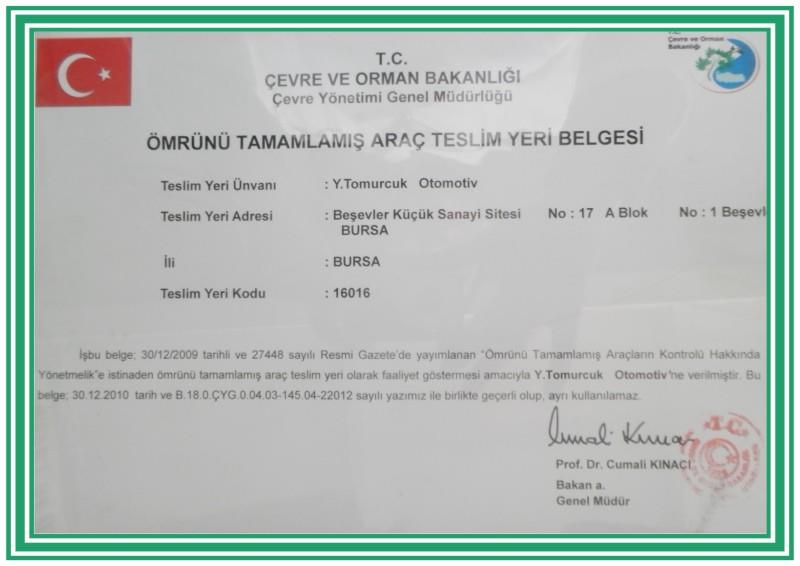 T.C.
Çevre ve Orman
Bakanlığı
T.C.
ÇEVRE VE ORMAN BAKANLIĞI
Çevre Yönetimi Genel Müdürlüğü
ÖMRÜNÜ TAMAMLAMIŞ ARAÇ TESLİM YERİ BELGESİ
Teslim Yeri Ünvanı : Y.Tomurcuk Otomotiv
Teslim Yeri Adresi : Beşevler Küçük Sanayi Sitesi No : 17 A Blok No : 1 Beşevl
BURSA
İli : BURSA
Teslim Yeri Kodu : 16016
İşbu belge; 30/12/2009 tarihli ve 27448 sayılı Resmi Gazete'de yayımlanan "Ömrünü Tamamlamış Araçların Kontrolü Hakkında
Yönetmelik"e istinaden ömrünü tamamlamış araç teslim yeri olarak faaliyet göstermesi amacıyla Y.Tomurcuk Otomotiv'ne verilmiştir. Bu
belge; 30.12.2010 tarih ve B.18.0.ÇYG.0.04.03-145.04-22012 sayılı yazımız ile birlikte geçerli olup, ayrı kullanılamaz.
Prof. Dr. Cumali KINACI
Bakan a.
Genel Müdür
T.C.